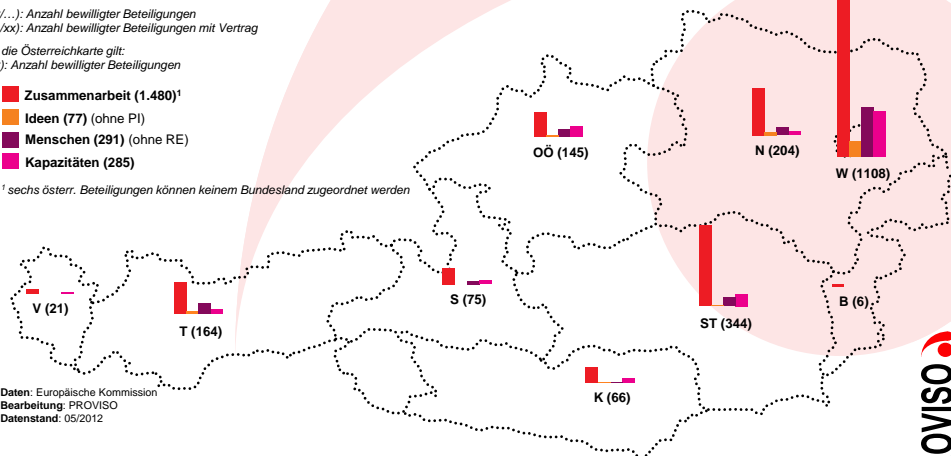 /…): Anzahl bewilligter Beteiligungen
/xx): Anzahl bewilligter Beteiligungen mit Vertrag
die Österreichkarte gilt:
): Anzahl bewilligter Beteiligungen
Zusammenarbeit (1.480)¹
Ideen (77) (ohne PI)
Menschen (291) (ohne RE)
Kapazitäten (285)
¹ sechs österr. Beteiligungen können keinem Bundesland zugeordnet werden
OÖ (145)
N (204)
W (1108)
V (21)
T (164)
S (75)
ST (344)
B (6)
K (66)
Daten: Europäische Kommission
Bearbeitung: PROVISO
Datenstand: 05/2012
OVISO